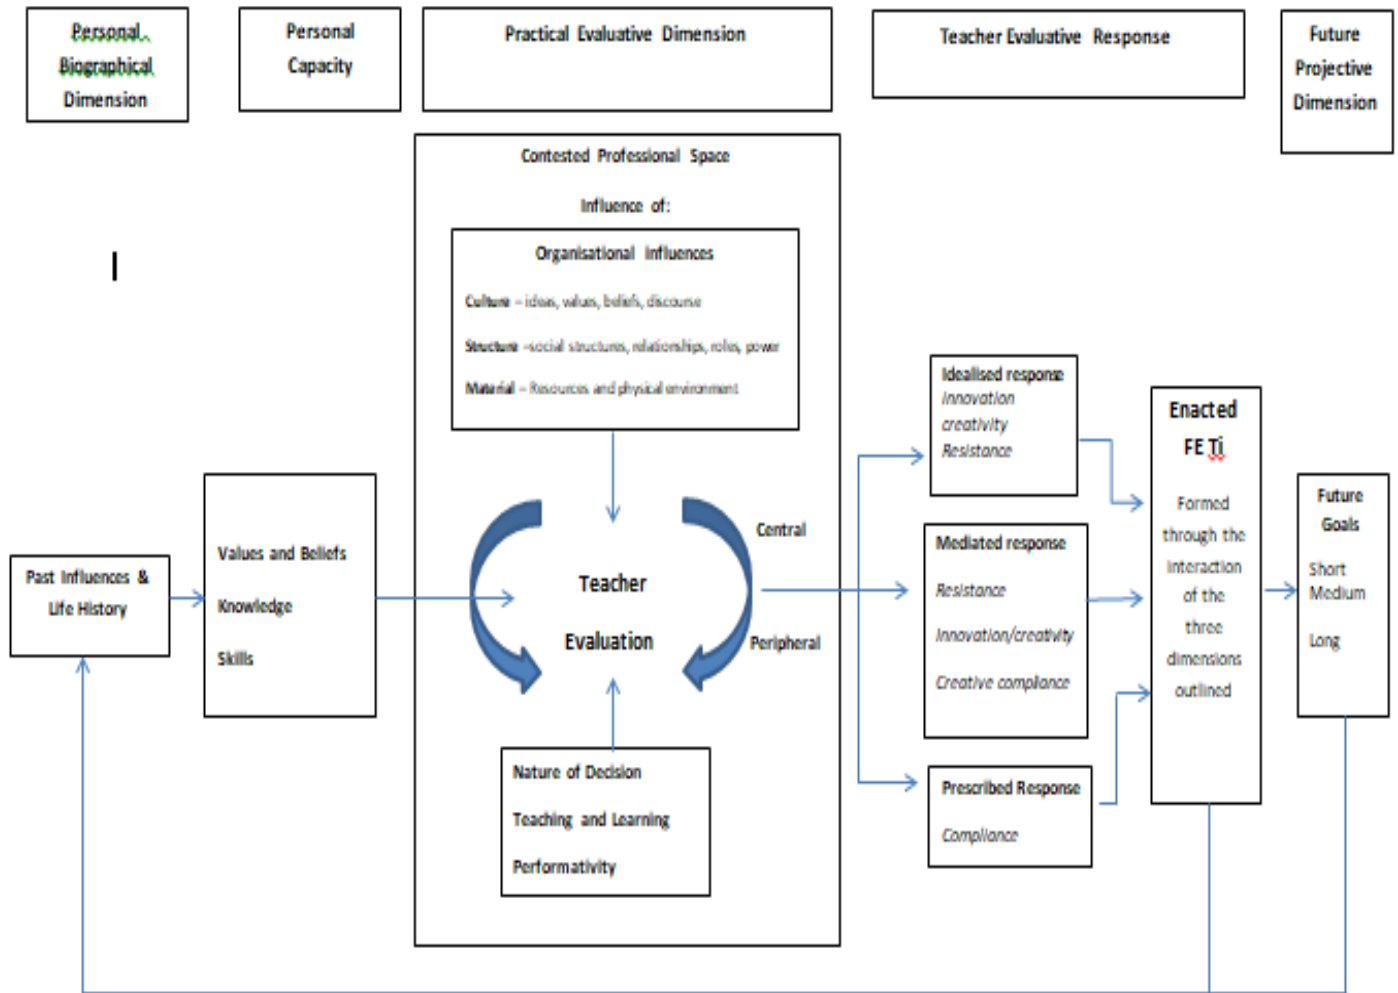 Personal
Biographical
Dimension
Personal
Capacity
Practical Evaluative Dimension
Teacher Evaluative Response
Future
Projective
Dimension
Contested Professional Space
Influence of:
Organisational influences
Culture – ideas, values, beliefs, discourse
Structure –social structures, relationships, roles, power
Material – Resources and physical environment
Past Influences &
Life History
Values and Beliefs
Knowledge
Skills
Teacher
Evaluation
Central
Peripheral
Nature of Decision
Teaching and Learning
Performativity
Idealised response
innovation
creativity
Resistance
Mediated response
Resistance
Innovation/creativity
Creative compliance
Prescribed Response
Compliance
Enacted
FE Ti
Formed
through the
interaction
of the
three
dimensions
outlined
Future
Goals
Short
Medium
Long